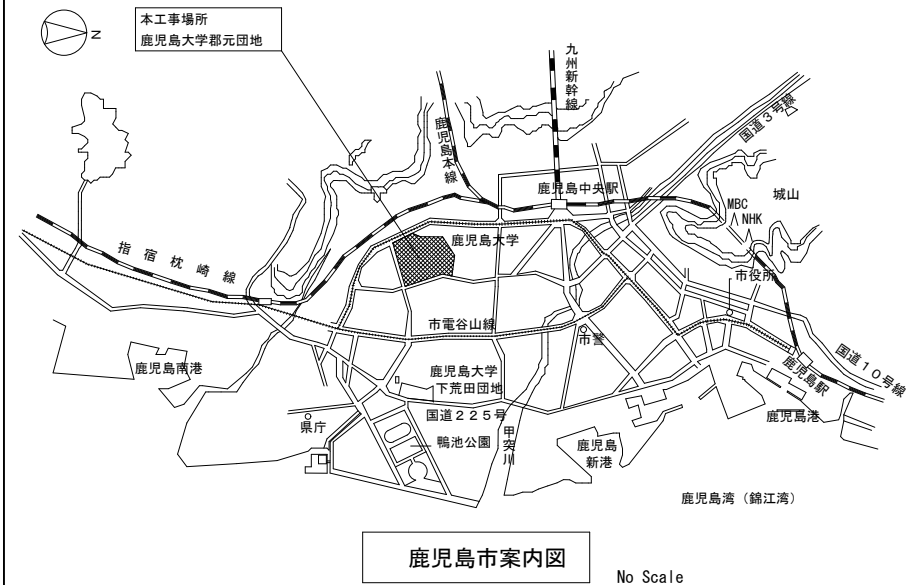 N
本工事場所
鹿児島大学郡元団地
九州新幹線
国道３号線
鹿児島本線
鹿児島中央駅
城山
MBC
NHK
鹿児島大学
指宿枕崎線
市役所
市電谷山線
市警
国道１０号線
鹿児島南港
鹿児島大学
下荒田団地
鹿児島駅
国道２２５号
鹿児島港
県庁
鴨池公園
甲突川
鹿児島
新港
鹿児島湾（錦江湾）
鹿児島市案内図
No Scale